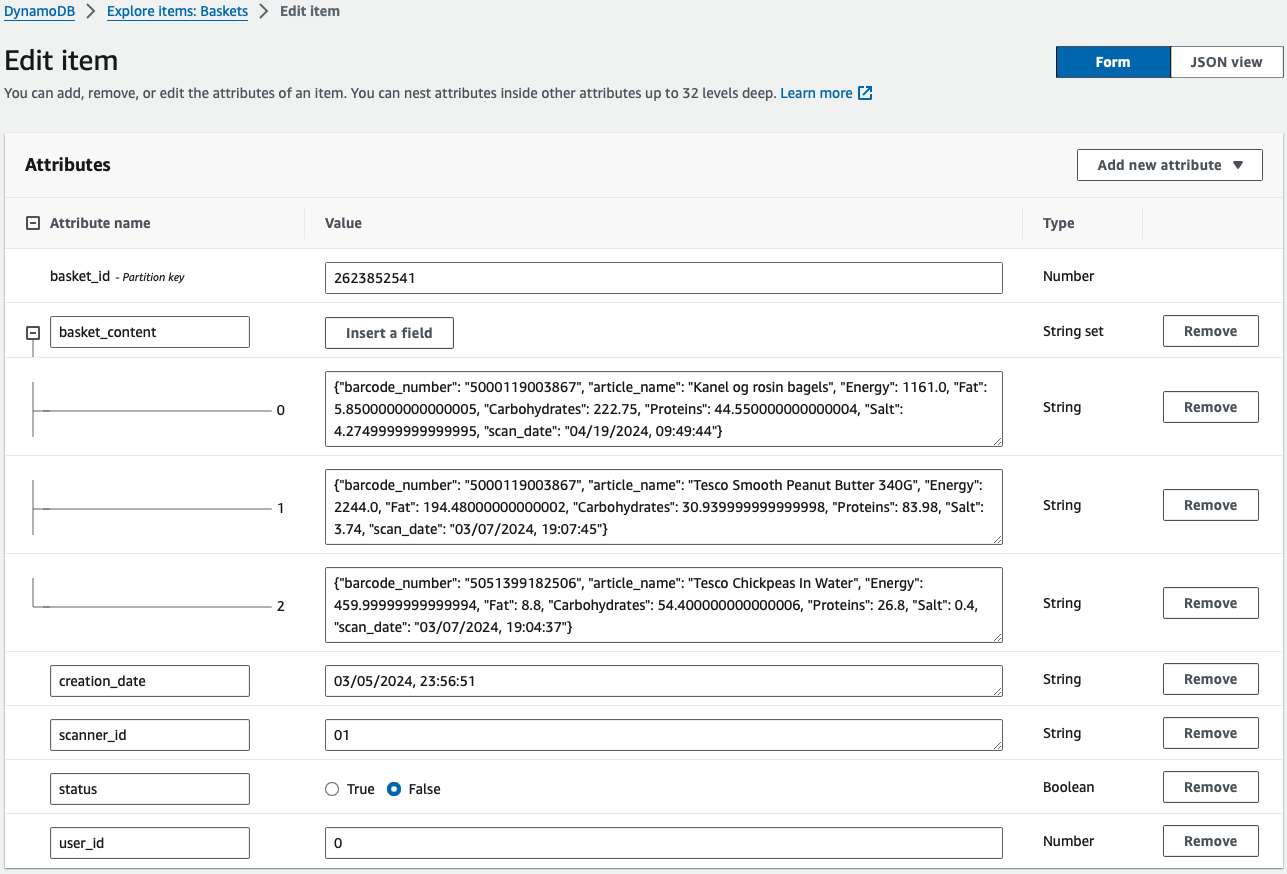 DynamoDB > Explore items: Baskets > Edit item
Edit item
Form JSON view
You can add, remove, or edit the attributes of an item. You can nest attributes inside other attributes up to 32 levels deep. Learn more
Attributes
Add new attribute
Attribute name Value Type
basket_id - Partition key 2623852541 Number
basket_content Insert a field String set Remove
{"barcode_number": "5000119003867", "article_name": "Kanel og rosin bagels", "Energy": 1161.0, "Fat":
0 5.8500000000000005, "Carbohydrates": 222.75, "Proteins": 44.550000000000004, "Salt": String Remove
4.2749999999999995, "scan_date": "04/19/2024, 09:49:44"}
{"barcode_number": "5000119003867", "article_name": "Tesco Smooth Peanut Butter 340G", "Energy":
1 2244.0, "Fat": 194.48000000000002, "Carbohydrates": 30.939999999999998, "Proteins": 83.98, "Salt": String Remove
3.74, "scan_date": "03/07/2024, 19:07:45"}
{"barcode_number": "5051399182506", "article_name": "Tesco Chickpeas In Water", "Energy":
2 459.99999999999994, "Fat": 8.8, "Carbohydrates": 54.400000000000006, "Proteins": 26.8, "Salt": 0.4, String Remove
"scan_date": "03/07/2024, 19:04:37"}
creation_date 03/05/2024, 23:56:51 String Remove
scanner_id 01 String Remove
status True False Boolean Remove
user_id 0 Number Remove